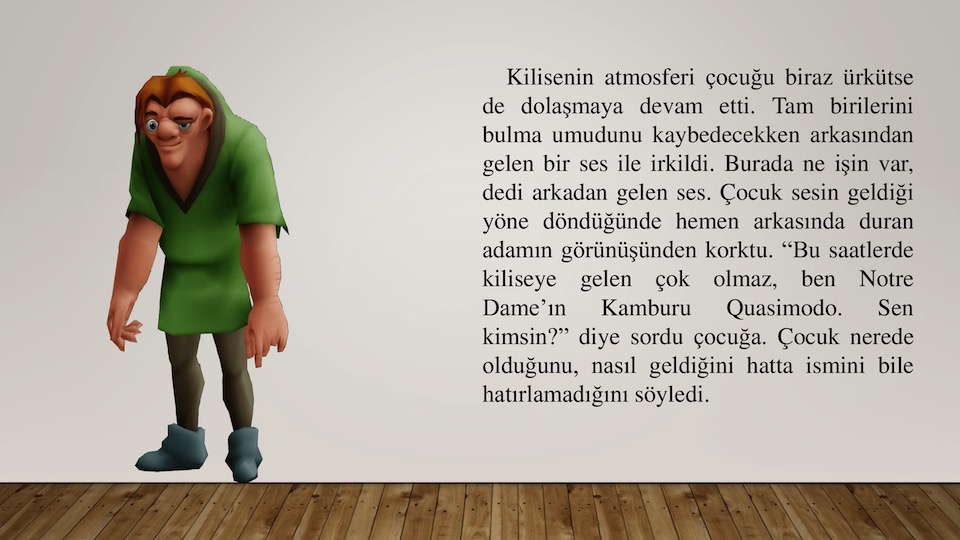 Kilisenin atmosferi çocuğu biraz ürkütse
de dolaşmaya devam etti. Tam birilerini
bulma umudunu kaybedecekken arkasından
gelen bir ses ile irkildi. Burada ne işin var,
dedi arkadan gelen ses. Çocuk sesin geldiği
yöne döndüğünde hemen arkasında duran
adamın görünüşünden korktu. “Bu saatlerde
kiliseye gelen çok olmaz, ben Notre
Dame’ın Kamburu Quasimodo. Sen
kimsin?” diye sordu çocuğa. Çocuk nerede
olduğunu, nasıl geldiğini hatta ismini bile
hatırlamadığını söyledi.